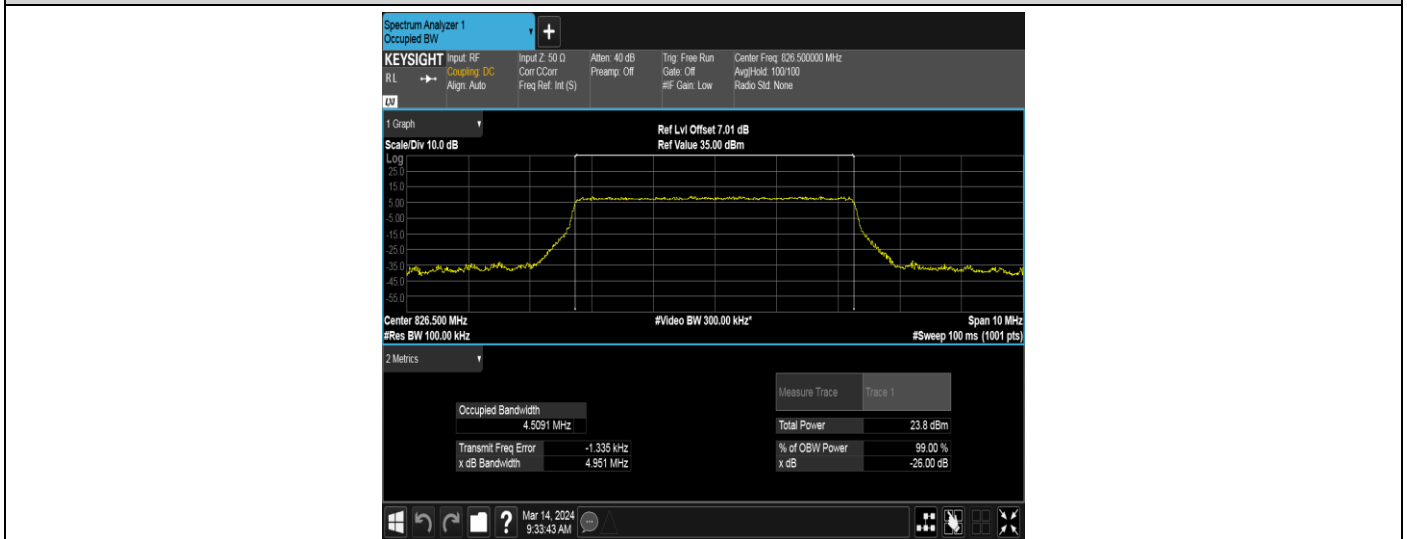 Spectrum Analyzer 1
Occupied BW
+
KEYSIGHT Input: RF Input Z: 50 Ω Atten: 40 dB Trig: Free Run Center Freq: 826.500000 MHz
RL Coupling: DC Corr CCorr Preamp: Off Gate: Off Avg|Hold: 100/100
Align: Auto Freq Ref: Int (S) #IF Gain: Low Radio Std: None
LXI
1 Graph
Ref Lvl Offset 7.01 dB
Scale/Div 10.0 dB Ref Value 35.00 dBm
Log
25.0
15.0
5.00
-5.00
-15.0
-25.0
-35.0
-45.0
-55.0
Center 826.500 MHz #Video BW 300.00 kHz* Span 10 MHz
#Res BW 100.00 kHz #Sweep 100 ms (1001 pts)
2 Metrics
Measure Trace Trace 1
Occupied Bandwidth
4.5091 MHz Total Power 23.8 dBm
Transmit Freq Error -1.335 kHz % of OBW Power 99.00 %
x dB Bandwidth 4.951 MHz x dB -26.00 dB
? Mar 14, 2024
9:33:43 AM